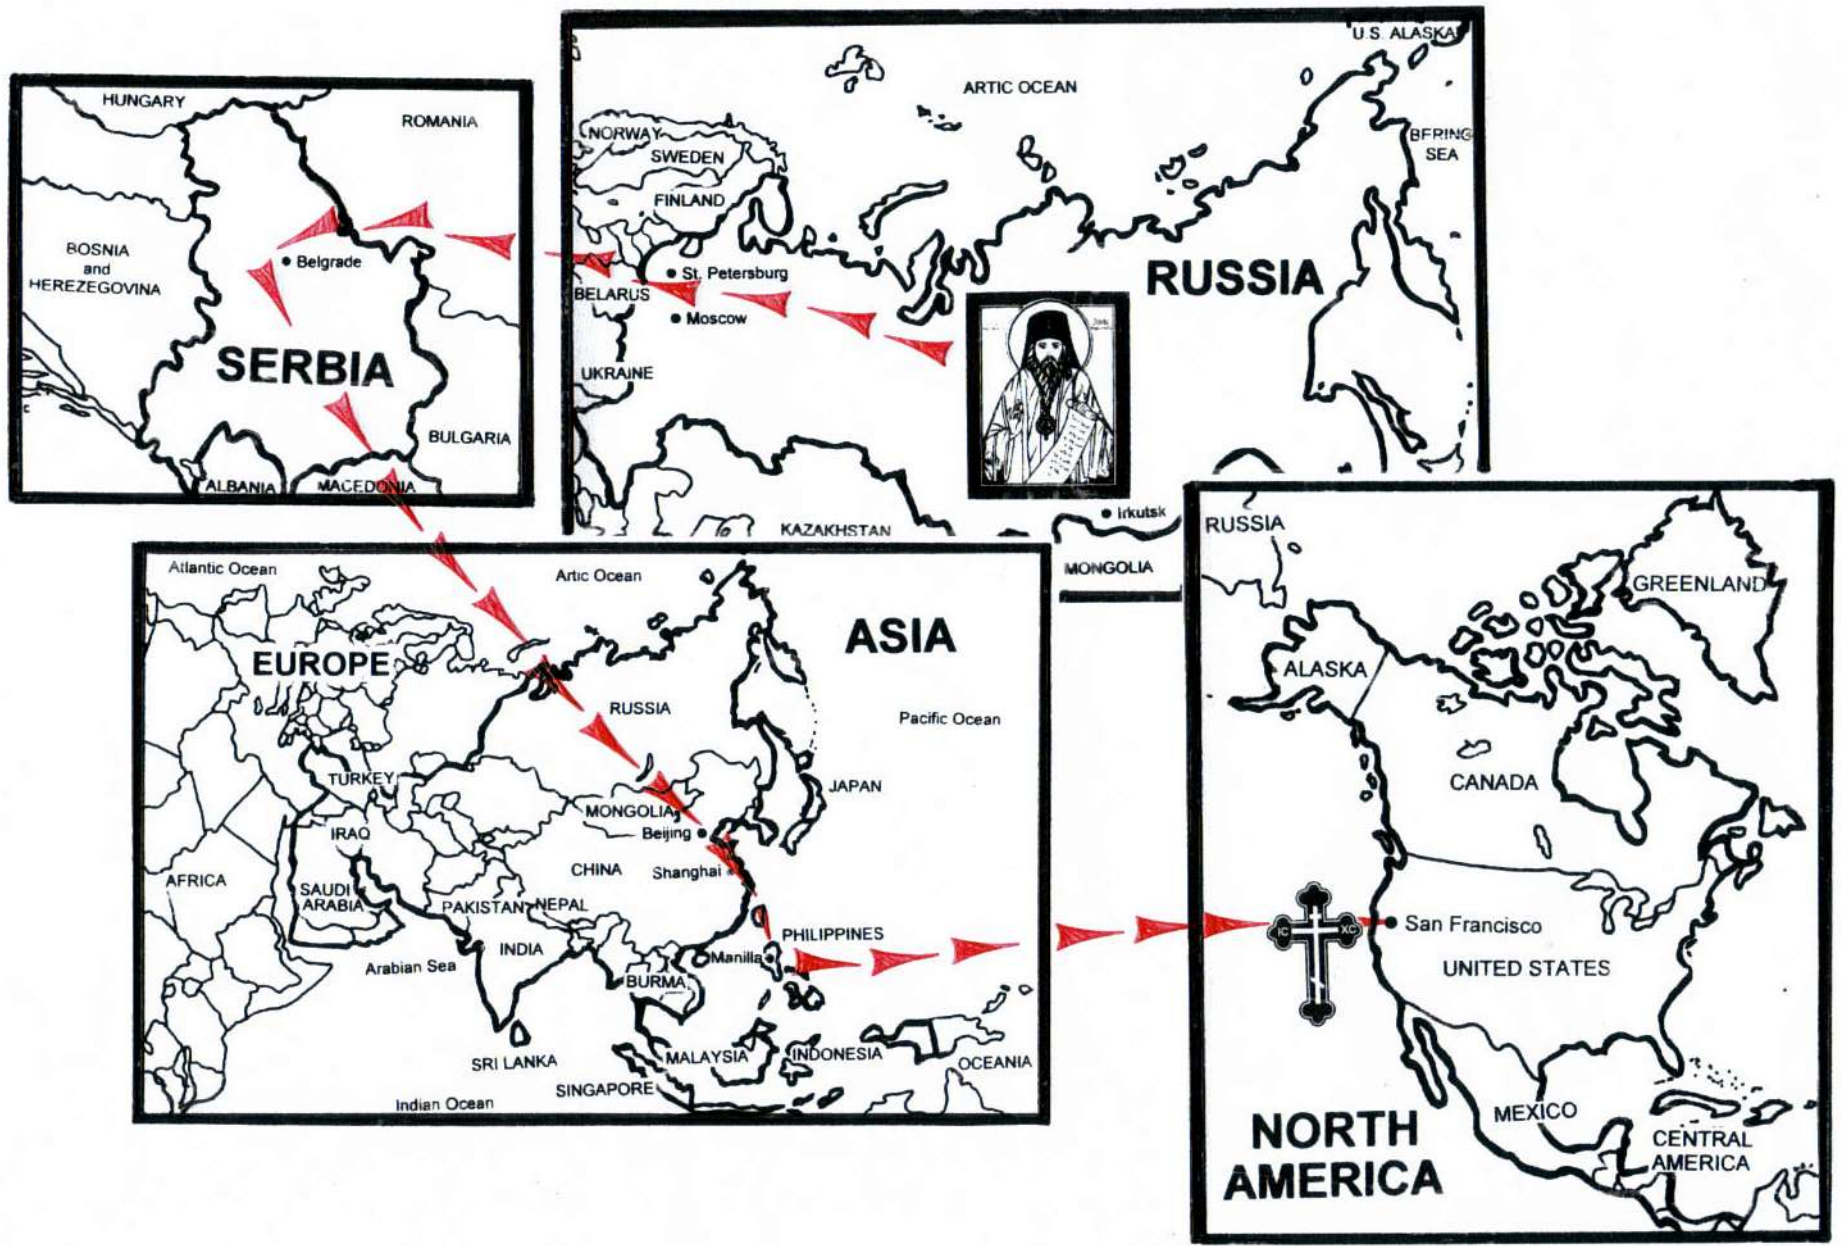 HUNGARY
ROMANIA
BOSNIA
and
HEREZEGOVINA
Belgrade
SERBIA
BULGARIA
ALBANIA
MACEDONIA
U.S. ALASKA
ARTIC OCEAN
NORWAY
SWEDEN
FINLAND
BERING
SEA
St. Petersburg
BELARUS
Moscow
RUSSIA
UKRAINE
KAZAKHSTAN
Irkutsk
MONGOLIA
Atlantic Ocean
Artic Ocean
ASIA
EUROPE
RUSSIA
Pacific Ocean
TURKEY
JAPAN
MONGOLIA
IRAQ
Beijing
AFRICA
CHINA
Shanghai
SAUDI
ARABIA
PAKISTAN
NEPAL
INDIA
PHILIPPINES
Manilla
Arabian Sea
BURMA
SRI LANKA
MALAYSIA
INDONESIA
OCEANIA
SINGAPORE
Indian Ocean
RUSSIA
GREENLAND
ALASKA
CANADA
IC
XC
San Francisco
UNITED STATES
MEXICO
NORTH
AMERICA
CENTRAL
AMERICA